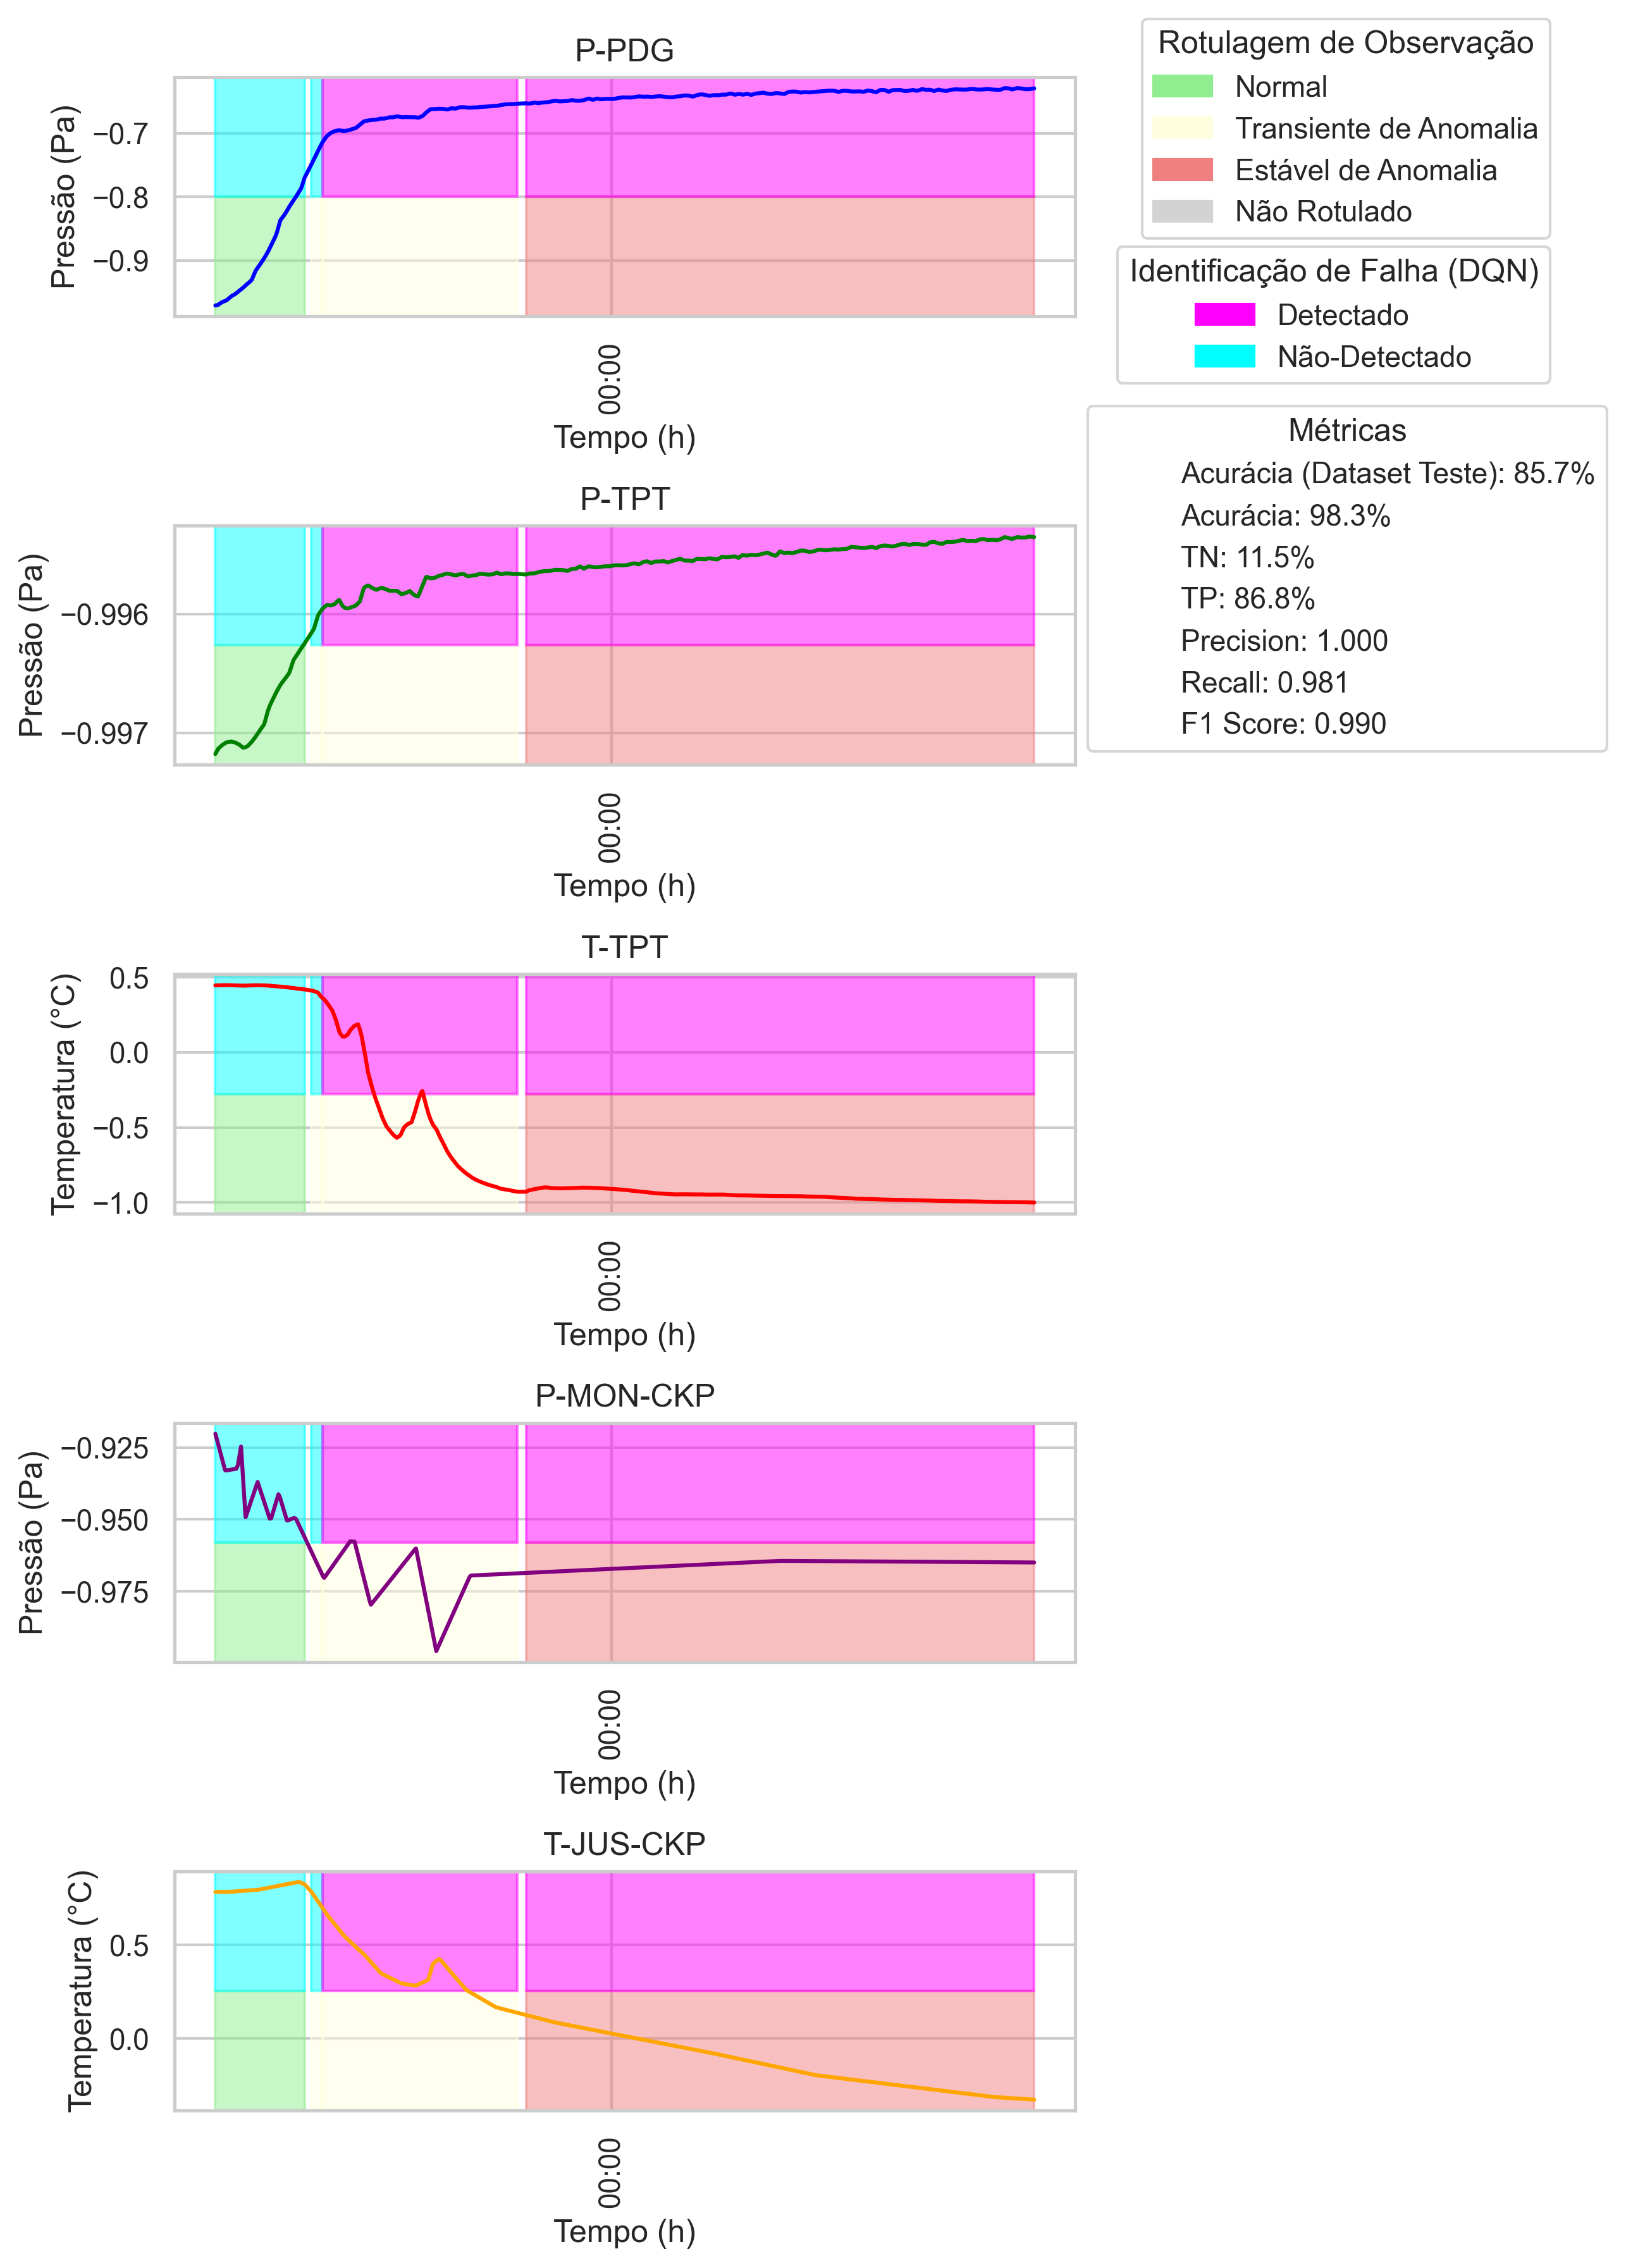 P-PDG
Pressão (Pa)
−0.7
−0.8
−0.9
00:00
Tempo (h)
Rotulagem de Observação
Normal
Transiente de Anomalia
Estável de Anomalia
Não Rotulado
Identificação de Falha (DQN)
Detectado
Não-Detectado
Métricas
Acurácia (Dataset Teste): 85.7%
Acurácia: 98.3%
TN: 11.5%
TP: 86.8%
Precision: 1.000
Recall: 0.981
F1 Score: 0.990
P-TPT
Pressão (Pa)
−0.996
−0.997
00:00
Tempo (h)
T-TPT
Temperatura (°C)
0.5
0.0
−0.5
−1.0
00:00
Tempo (h)
P-MON-CKP
Pressão (Pa)
−0.925
−0.950
−0.975
00:00
Tempo (h)
T-JUS-CKP
Temperatura (°C)
0.5
0.0
00:00
Tempo (h)